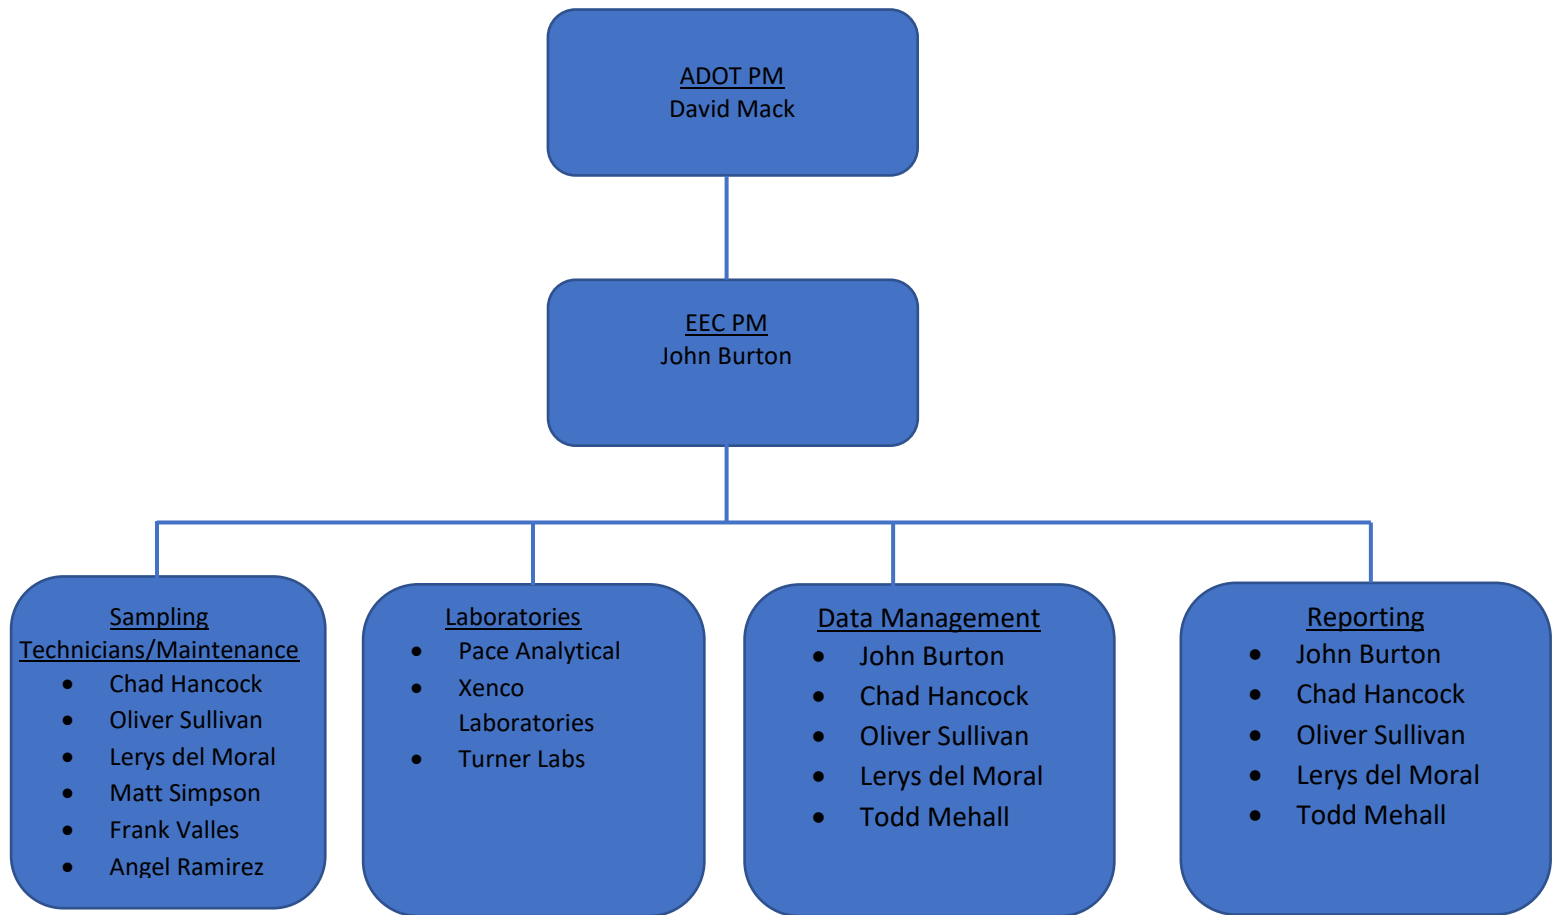 ADOT PM
David Mack
EEC PM
John Burton
Sampling
Technicians/Maintenance
• Chad Hancock
• Oliver Sullivan
• Lerys del Moral
• Matt Simpson
• Frank Valles
• Angel Ramirez
Laboratories
• Pace Analytical
• Xenco
Laboratories
• Turner Labs
Data Management
• John Burton
• Chad Hancock
• Oliver Sullivan
• Lerys del Moral
• Todd Mehall
Reporting
• John Burton
• Chad Hancock
• Oliver Sullivan
• Lerys del Moral
• Todd Mehall